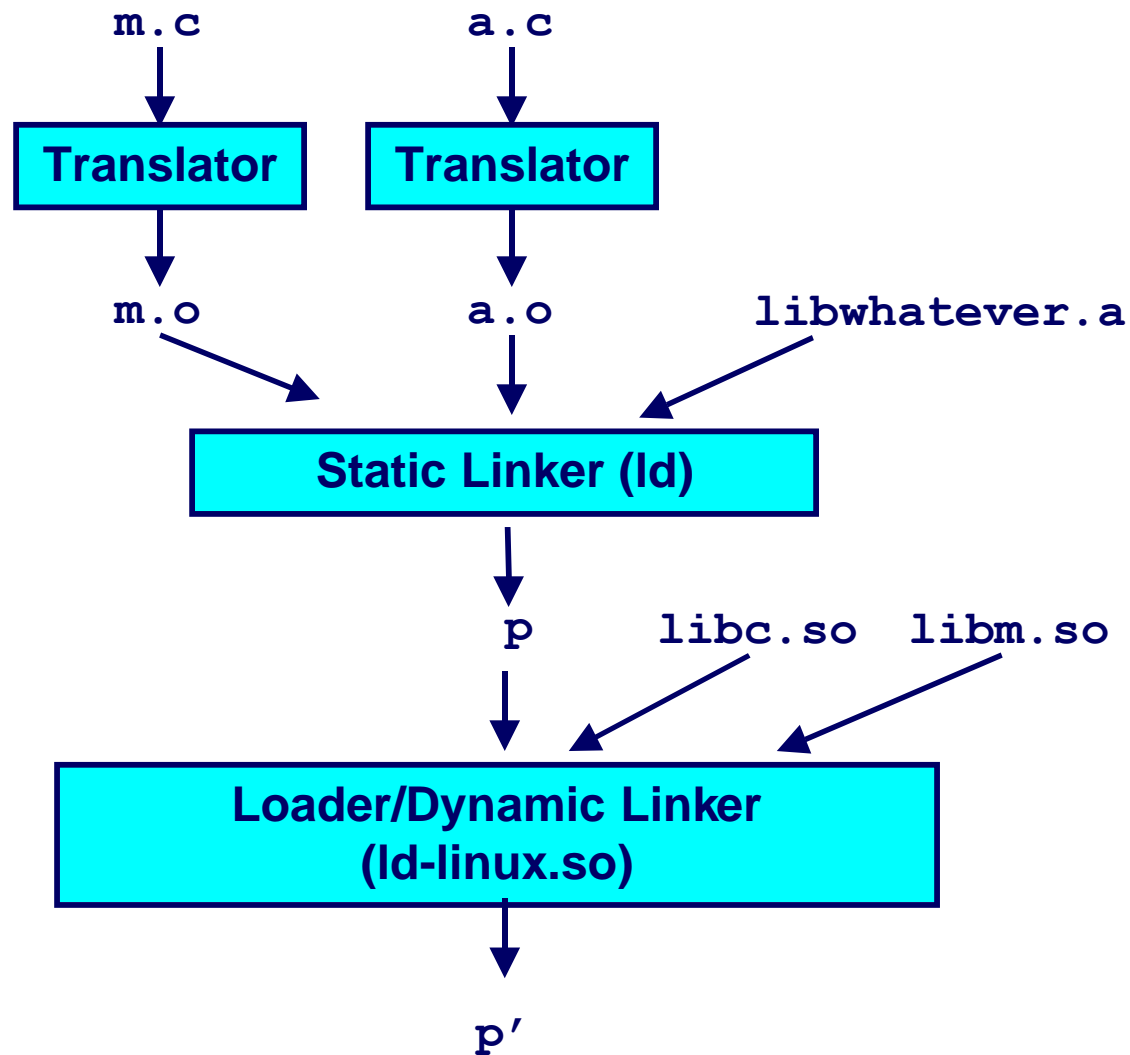 m.c a.c
Translator Translator
m.o a.o libwhatever.a
Static Linker (ld)
p libc.so libm.so
Loader/Dynamic Linker
(ld-linux.so)
p’